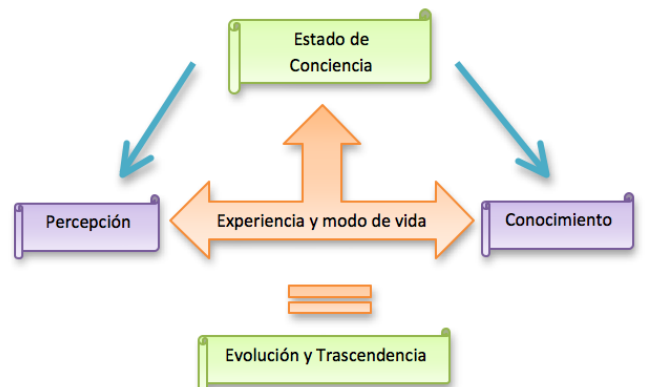 Estado de
Conciencia
Percepción
Experiencia y modo de vida
Conocimiento
Evolución y Trascendencia